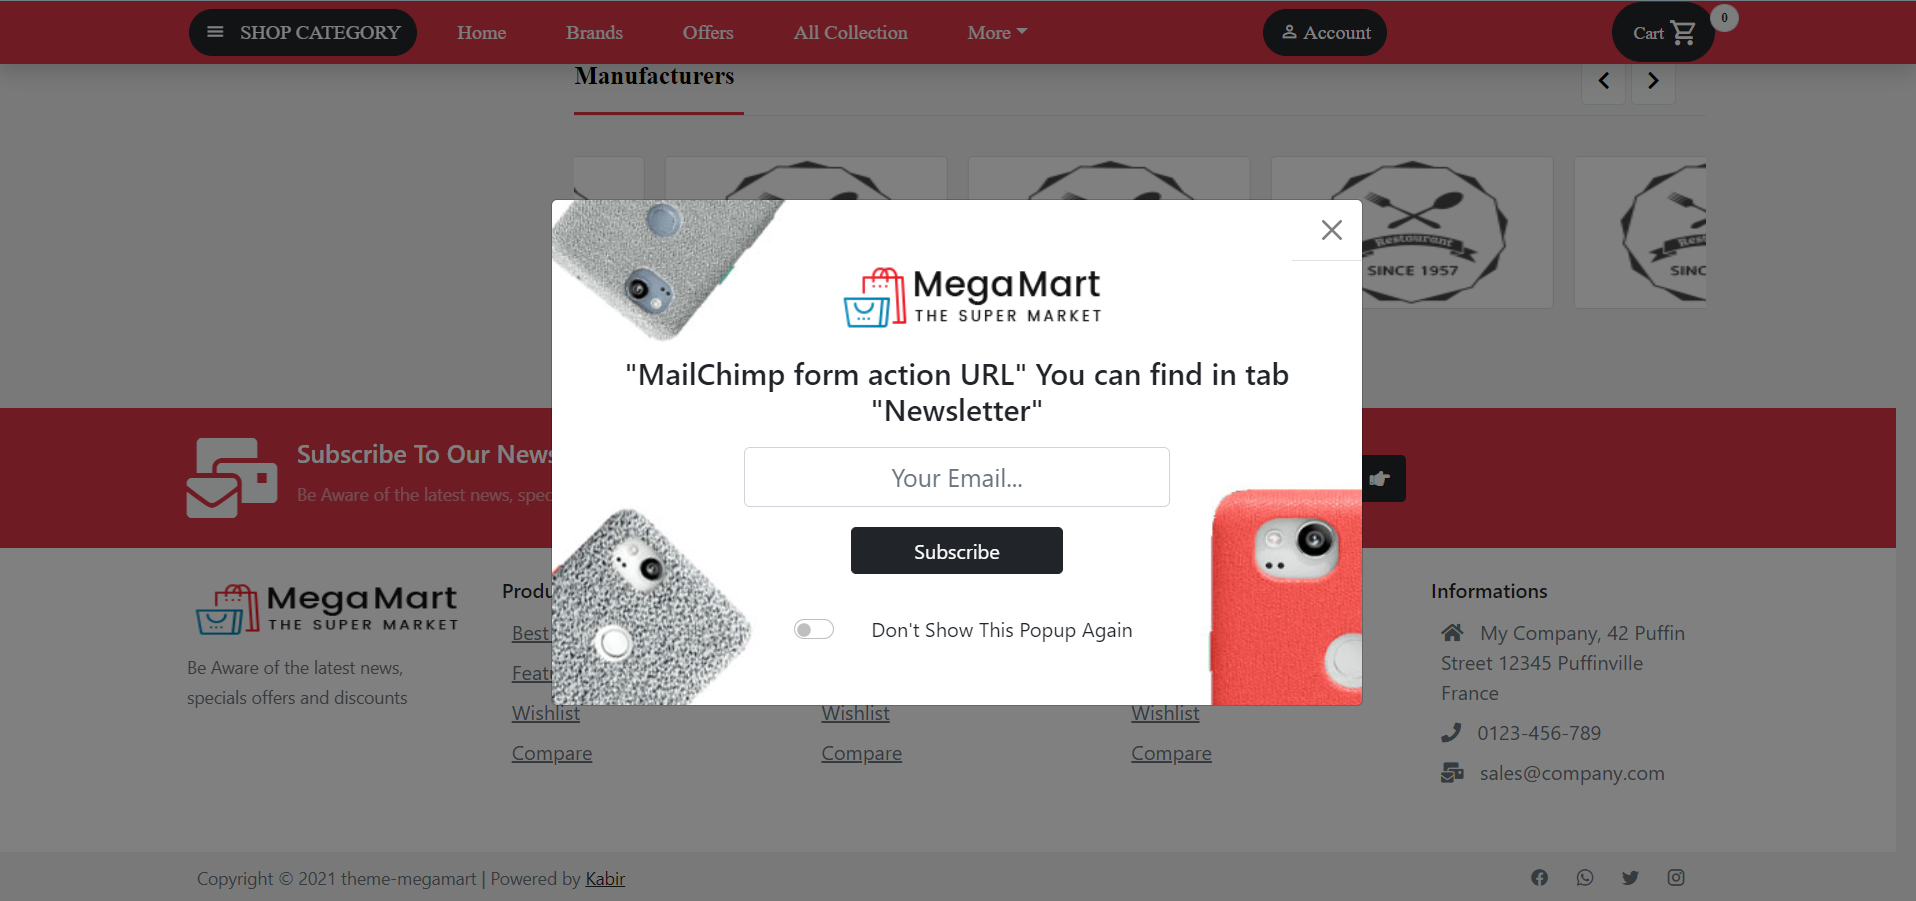 SHOP CATEGORY Home Brands Offers All Collection More Account Cart 0
Manufacturers
Restaurant
SINCE 1957
MegaMart
THE SUPER MARKET
"MailChimp form action URL" You can find in tab
"Newsletter"
Your Email...
Subscribe
Don't Show This Popup Again
Subscribe To Our News
Be Aware of the latest news, spec
MegaMart
THE SUPER MARKET
Be Aware of the latest news,
specials offers and discounts
Produ
Best
Feat
Wishlist
Compare
Wishlist
Compare
Wishlist
Compare
Informations
My Company, 42 Puffin
Street 12345 Puffinville
France
0123-456-789
sales@company.com
Copyright © 2021 theme-megamart | Powered by Kabir